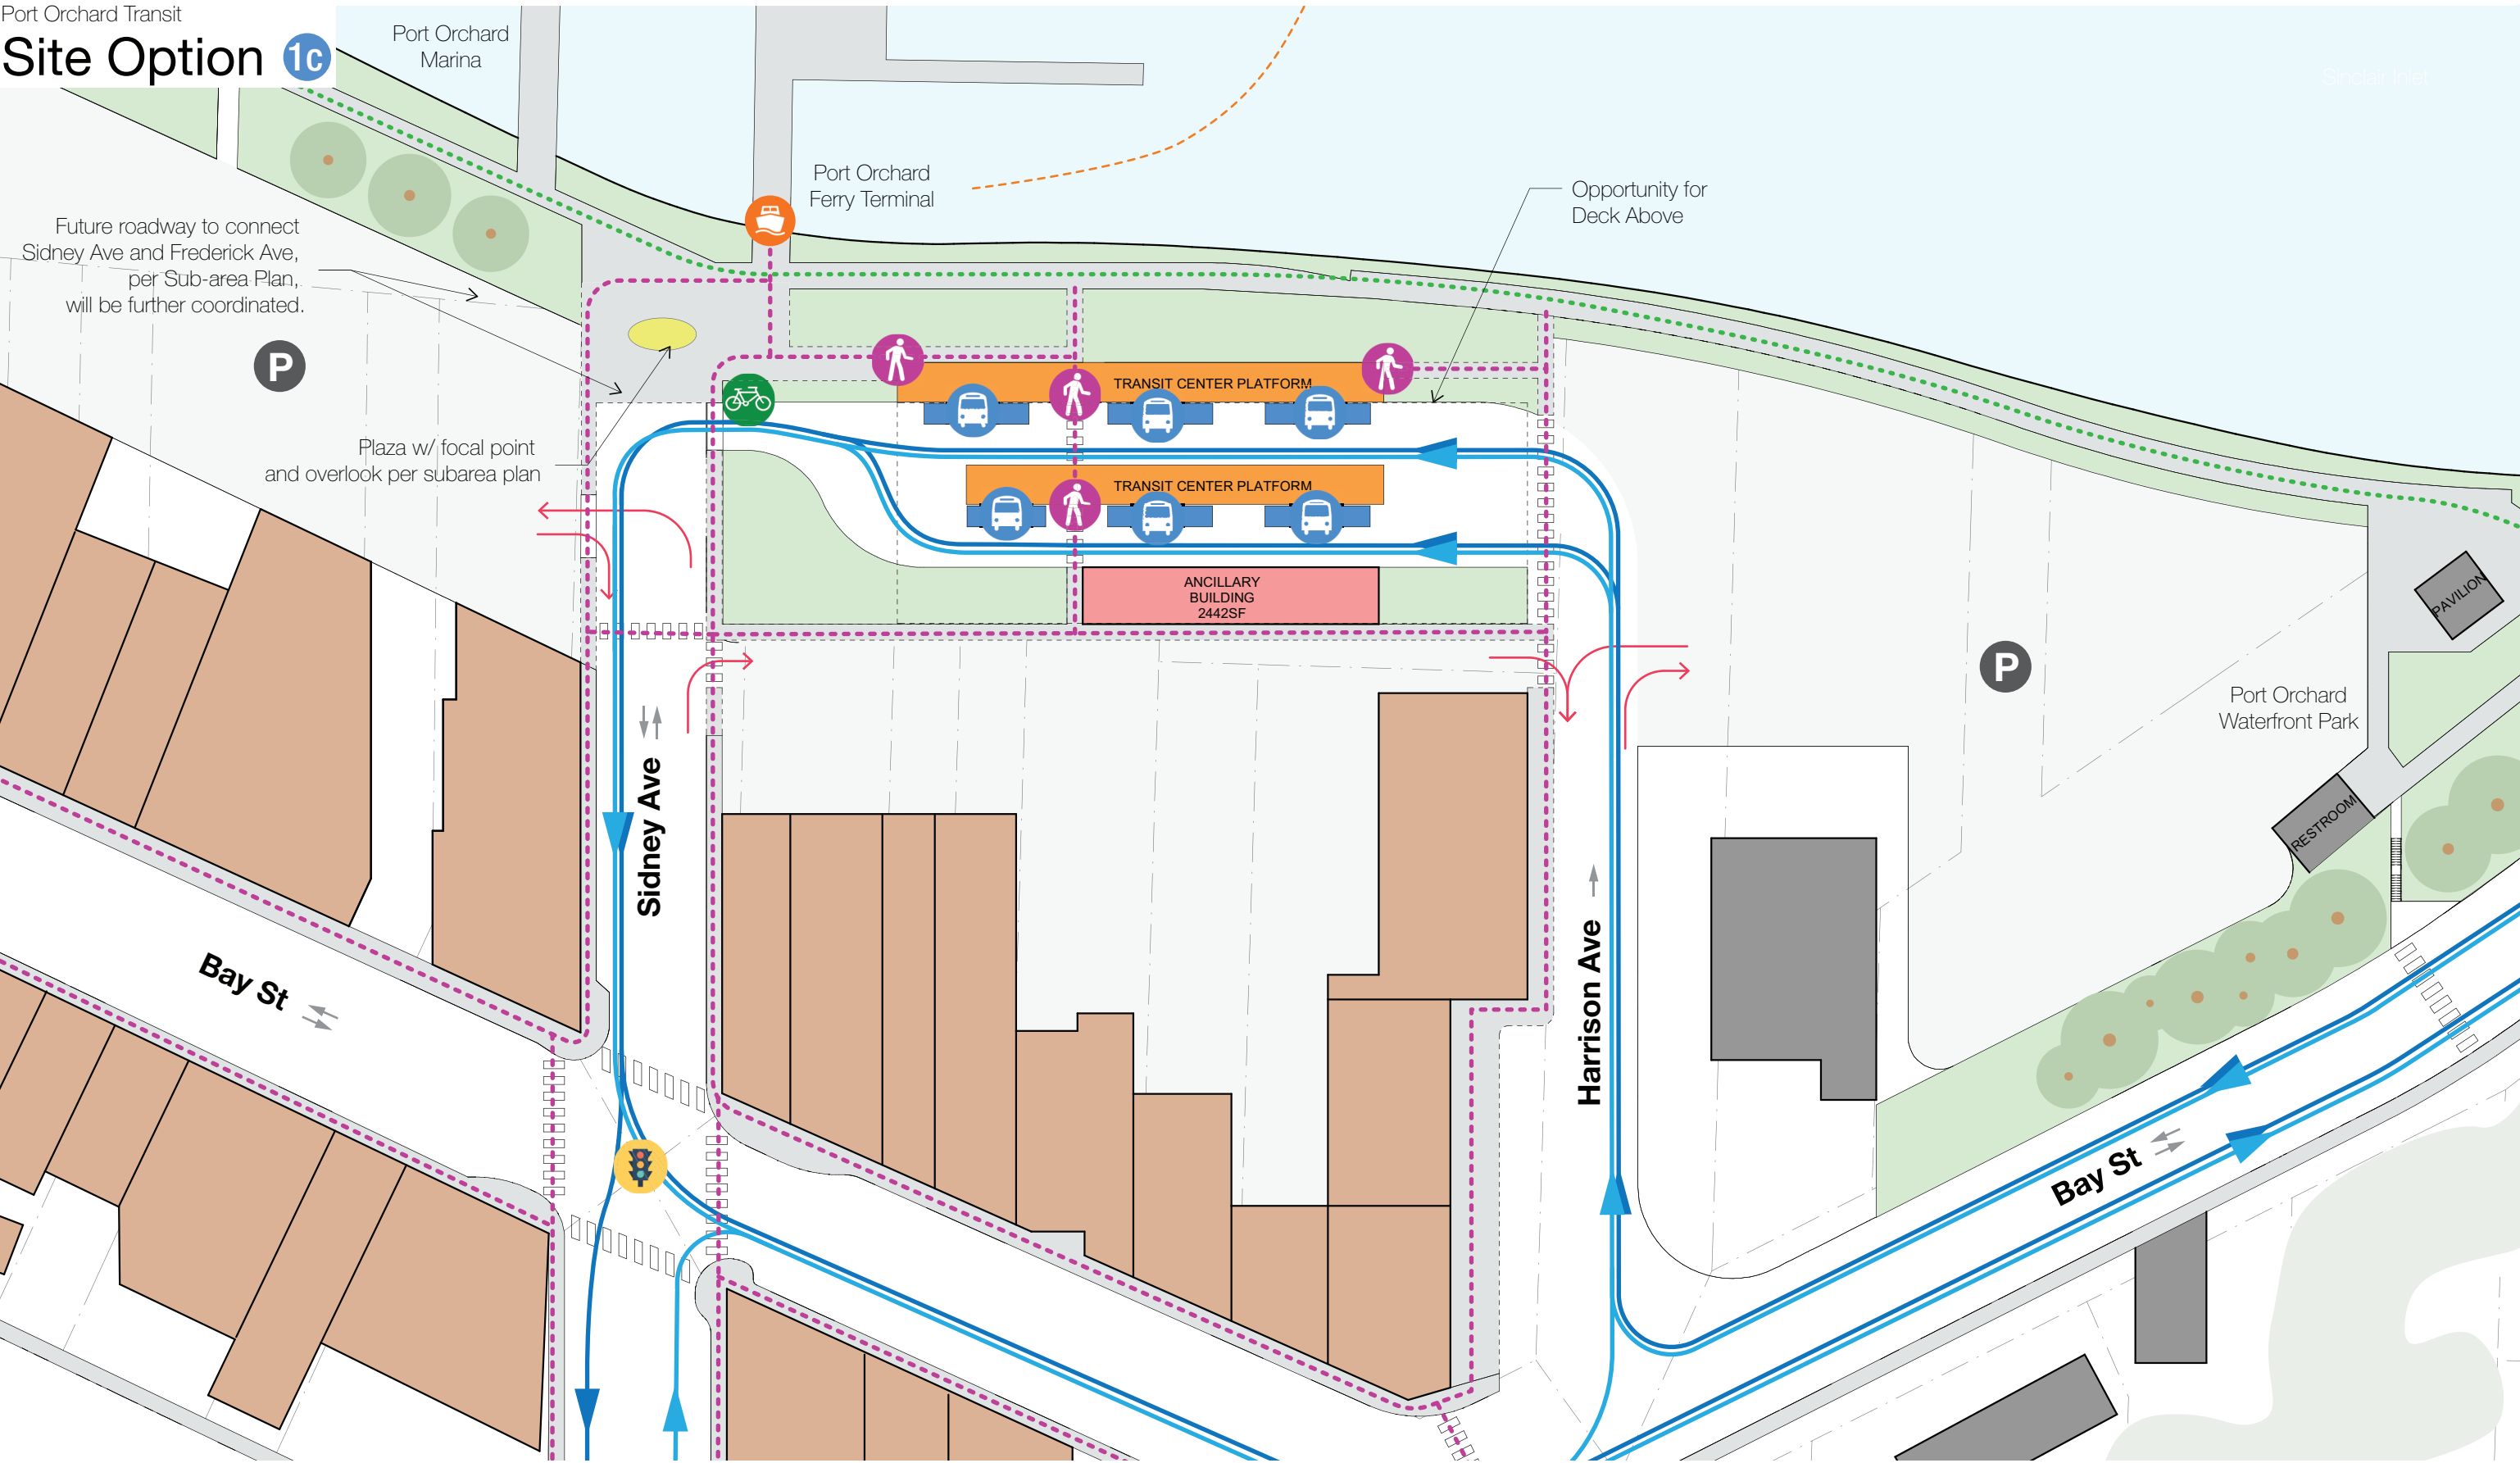 Port Orchard Transit
Site Option 1c
Port Orchard
Marina
Sinclair Inlet
Port Orchard
Ferry Terminal
Opportunity for
Deck Above
Future roadway to connect
Sidney Ave and Frederick Ave,
per Sub-area Plan,
will be further coordinated.
P
TRANSIT CENTER PLATFORM
Plaza w/ focal point
and overlook per subarea plan
TRANSIT CENTER PLATFORM
ANCILLARY
BUILDING
2442SF
PAVILION
P
Port Orchard
Waterfront Park
RESTROOM
Sidney Ave
Harrison Ave
Bay St
Bay St